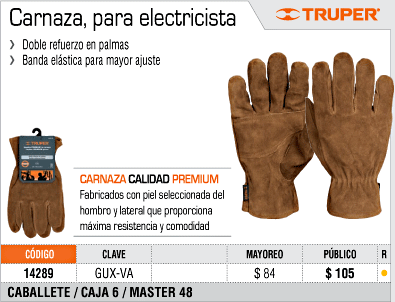 Carnaza, para electricista
TRUPER®
› Doble refuerzo en palmas
› Banda elástica para mayor ajuste
TRUPER
CARNAZA CALIDAD PREMIUM
Fabricados con piel seleccionada del
hombro y lateral que proporciona
máxima resistencia y comodidad
CÓDIGO CLAVE MAYOREO PÚBLICO R
14289 GUX-VA $ 84 $ 105
CABALLETE / CAJA 6 / MASTER 48